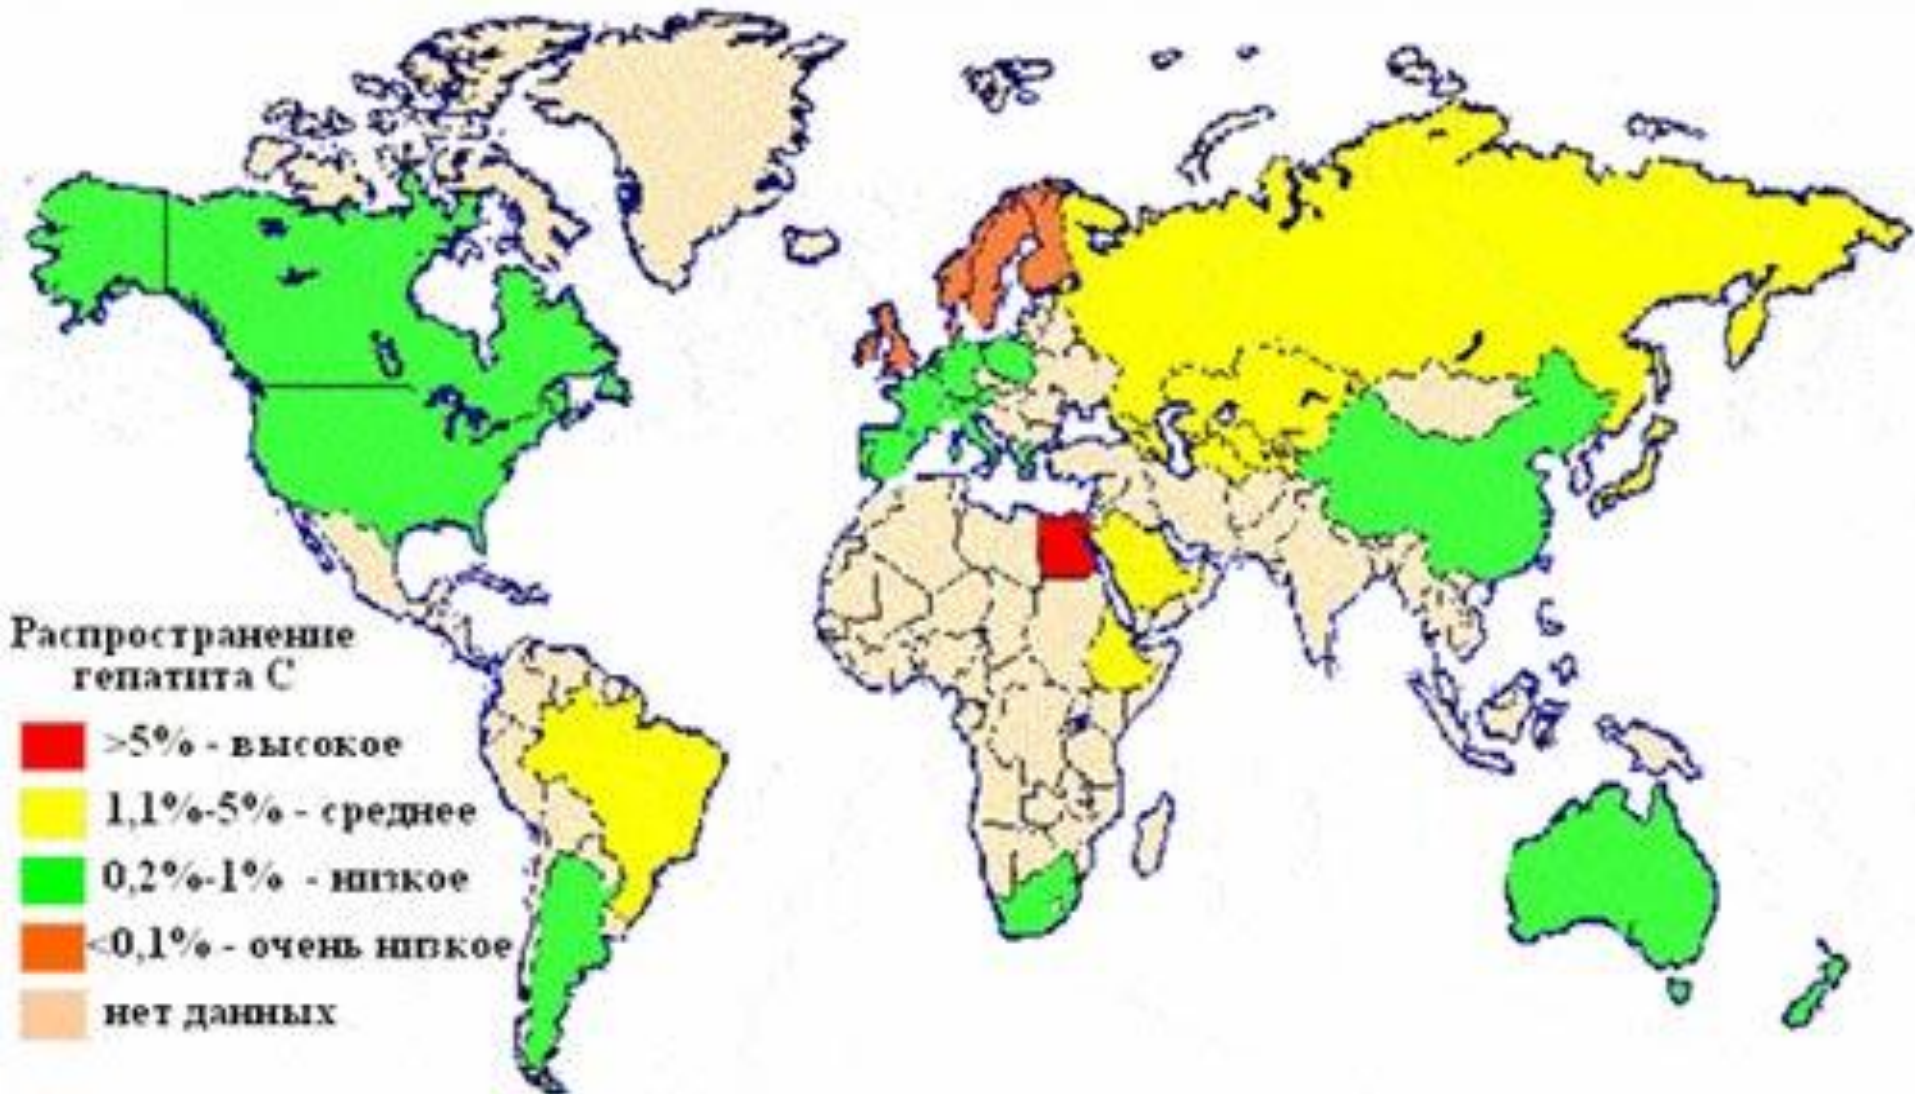 Распространение
гепатита С
>5% - высокое
1,1%-5% - среднее
0,2%-1% - низкое
<0,1% - очень низкое
нет данных